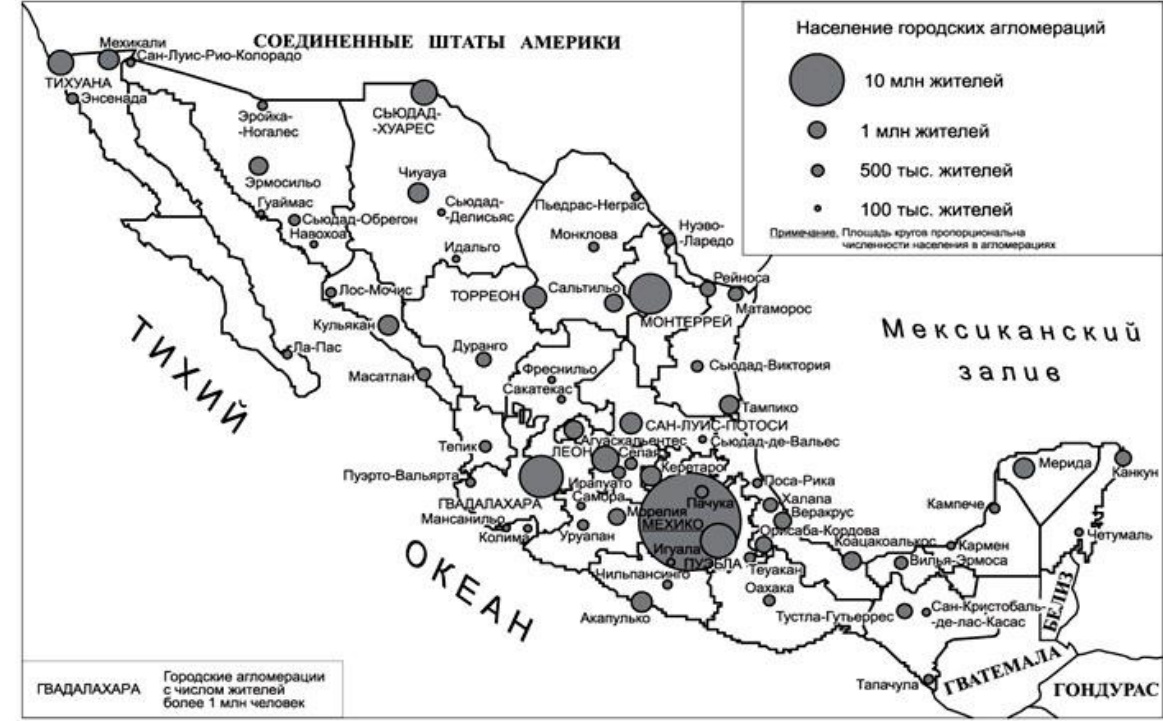 Мехикали
СОЕДИНЕННЫЕ ШТАТЫ АМЕРИКИ
Сан-Луис-Рио-Колорадо
ТИХУАНА
Энсенада
Эройка-
-Ногалес
СЬЮДАД-
-ХУАРЕС
Эрмосильо
Чиуауа
Гуаймас
Сьюдад-Обрегон
Навохоа
Сьюдад-
-Делисьяс
Идальго
Пьедрас-Неграс
Монклова
Нуэво-
-Ларедо
Лос-Мочис
ТОРРЕОН
Сальтильо
Рейноса
Матаморос
МОНТЕРРЕЙ
Кульякан
Ла-Пас
Дуранго
Масатлан
Фреснильо
Сакатекас
Сьюдад-Виктория
Тампико
САН-ЛУИС-ПОТОСИ
Сьюдад-де-Вальес
Тепик
Агуаскальентес
ЛЕОН
Селая
Керетаро
Пуэрто-Вальярта
Ирапуато
ГВАДАЛАХАРА
Самора
Пачука
Поса-Рика
Халапа
Веракрус
Мансанильо
Колима
Уруапан
Морелия
МЕХИКО
Орисаба-Кордова
Коацакоалькос
Игуала
ПУЭБЛА
Теуакан
Чильпансинго
Оахака
Акапулько
Тустла-Гутьеррес
Мерида
Канкун
Кампече
Четумаль
Кармен
Вилья-Эрмоса
Сан-Кристобаль-
-де-лас-Касас
Тапачула
БЕЛИЗ
ГВАТЕМАЛА
ГОНДУРАС
ТИХИЙ
ОКЕАН
Мексиканский
залив
Население городских агломераций
10 млн жителей
1 млн жителей
500 тыс. жителей
100 тыс. жителей
Примечание. Площадь кругов пропорциональна
численности населения в агломерациях
ГВАДАЛАХАРА
Городские агломерации
с числом жителей
более 1 млн человек